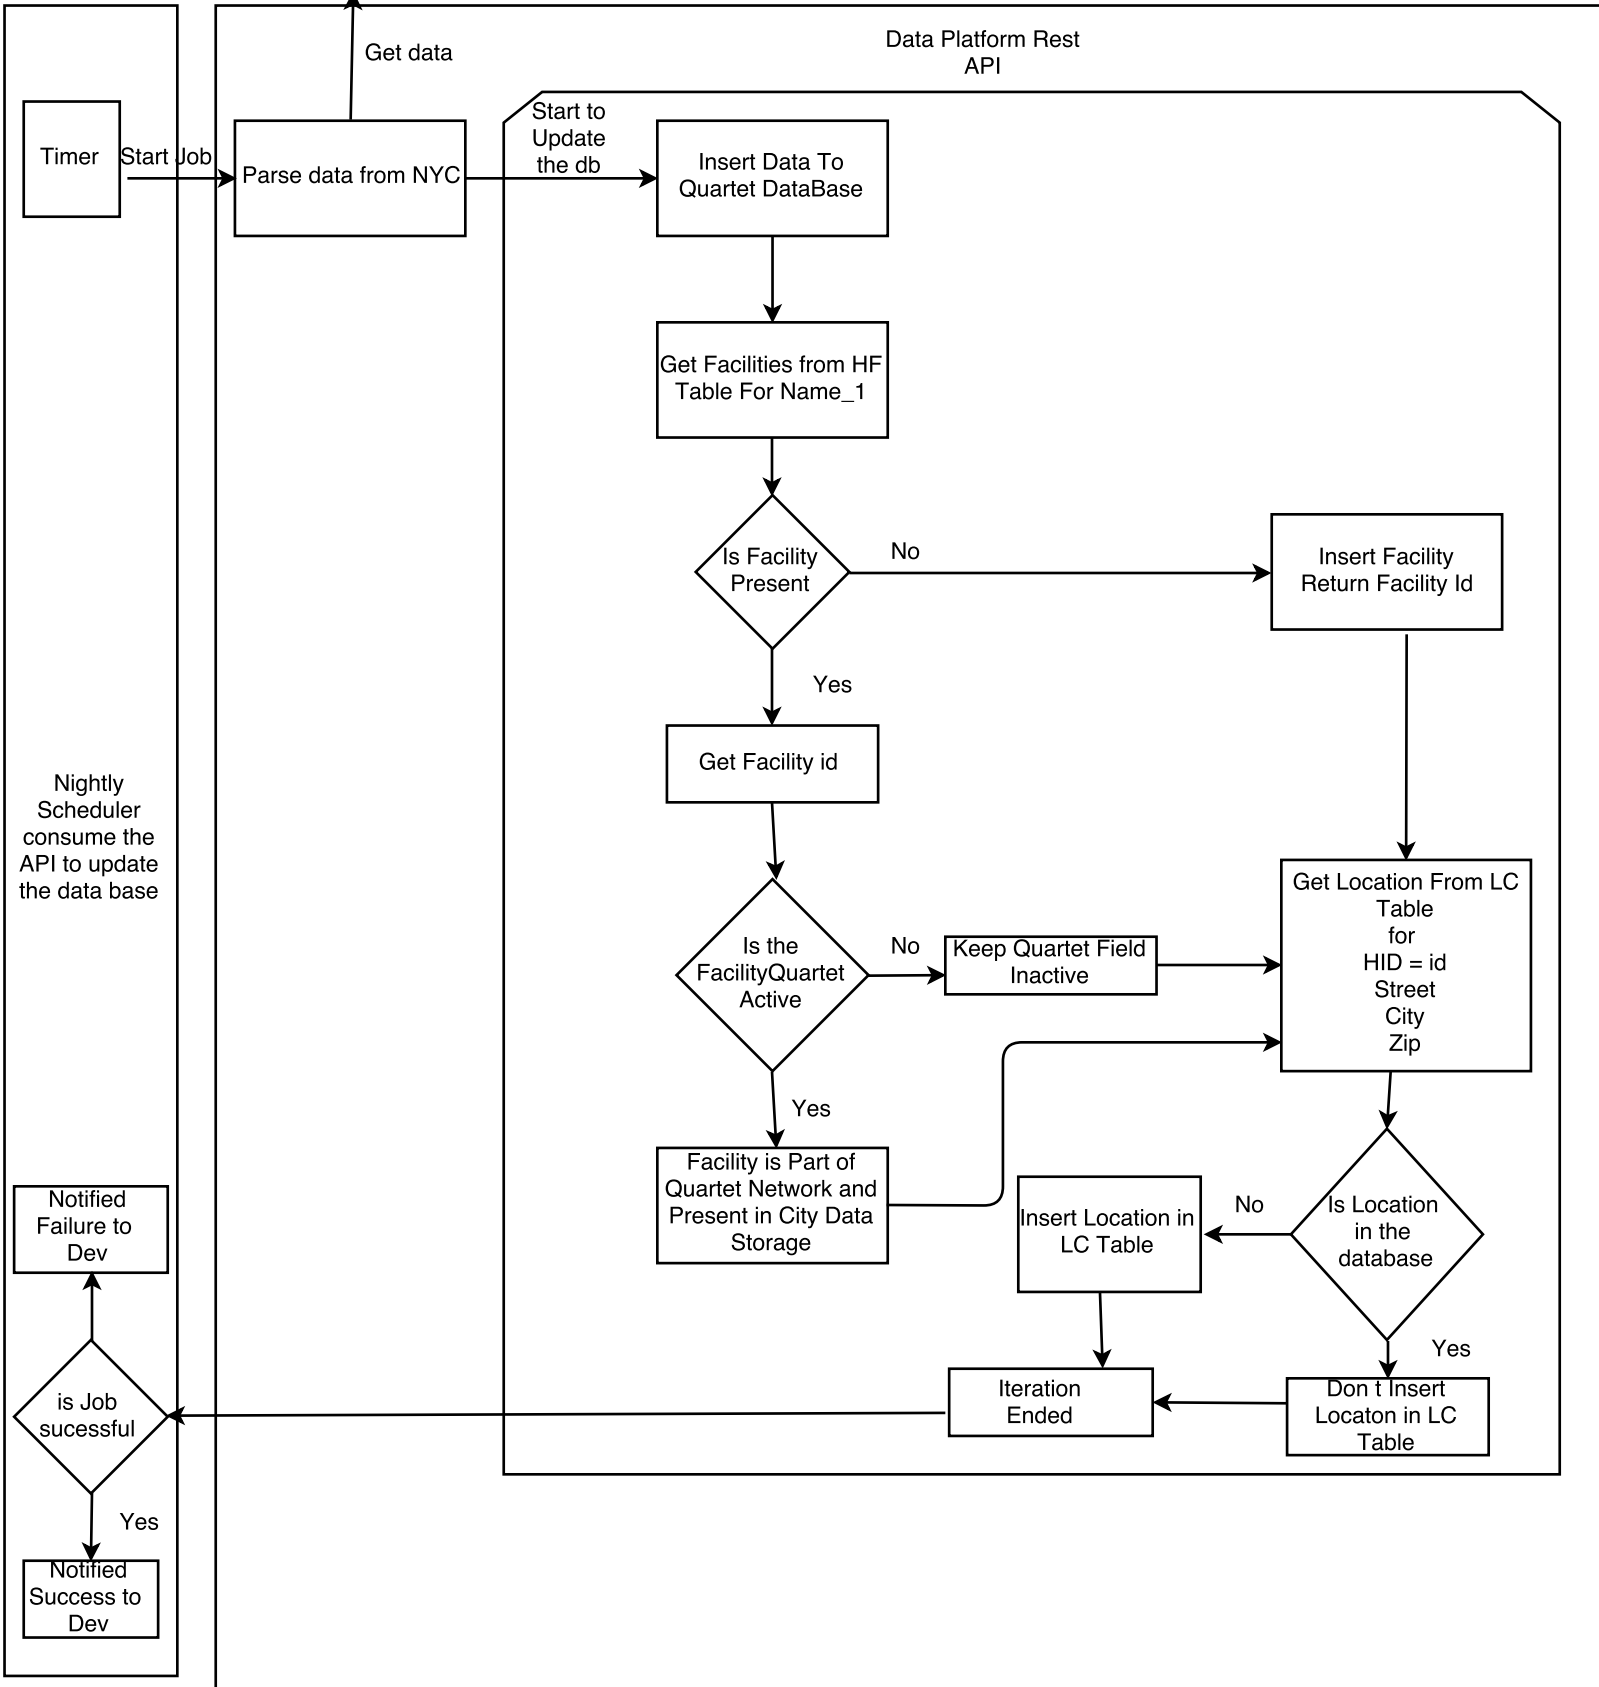 Get data
Data Platform Rest
API
Start to
Update
the db
Timer
Start Job
Parse data from NYC
Insert Data To
Quartet DataBase
Get Facilities from HF
Table For Name_1
Is Facility
Present
No
Insert Facility
Return Facility Id
Yes
Get Facility id
Nightly
Scheduler
consume the
API to update
the data base
Is the
FacilityQuartet
Active
No
Keep Quartet Field
Inactive
Get Location From LC
Table
for
HID = id
Street
City
Zip
Yes
Facility is Part of
Quartet Network and
Present in City Data
Storage
Insert Location in
LC Table
No
Is Location
in the
database
Yes
Notified
Failure to
Dev
is Job
sucessful
Iteration
Ended
Don t Insert
Locaton in LC
Table
Yes
Notified
Success to
Dev